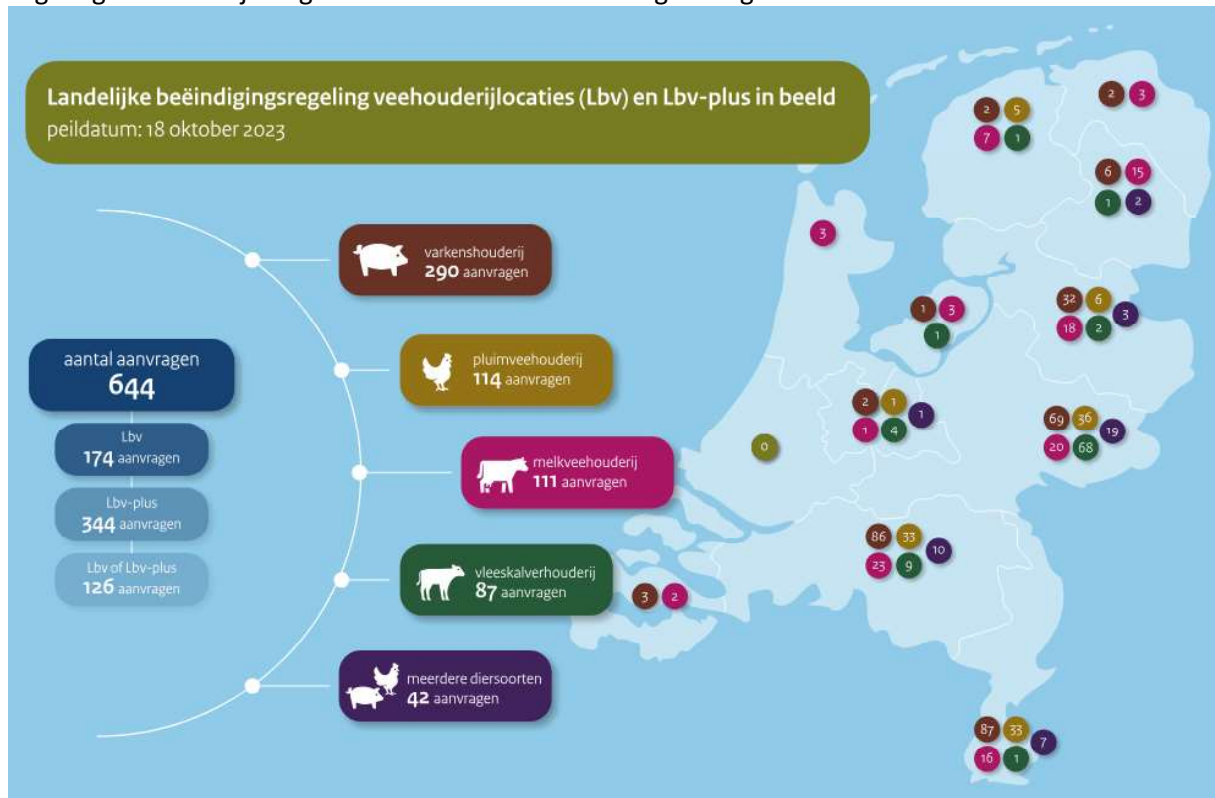 Landelijke beëindigingsregeling veehouderijlocaties (Lbv) en Lbv-plus in beeld
peildatum: 18 oktober 2023
aantal aanvragen
644
Lbv
174 aanvragen
Lbv-plus
344 aanvragen
Lbv of Lbv-plus
126 aanvragen
varkenshouderij
290 aanvragen
pluimveehouderij
114 aanvragen
melkveehouderij
111 aanvragen
vleeskalverhouderij
87 aanvragen
meerdere diersoorten
42 aanvragen
2 3
2 5
7 1
6 15
1 2
3
1 3
1
32 6
3
18 2
2 1
1
1 4
69 36
19
20 68
0
86 33
10
23 9
3 2
87 33
7
16 1